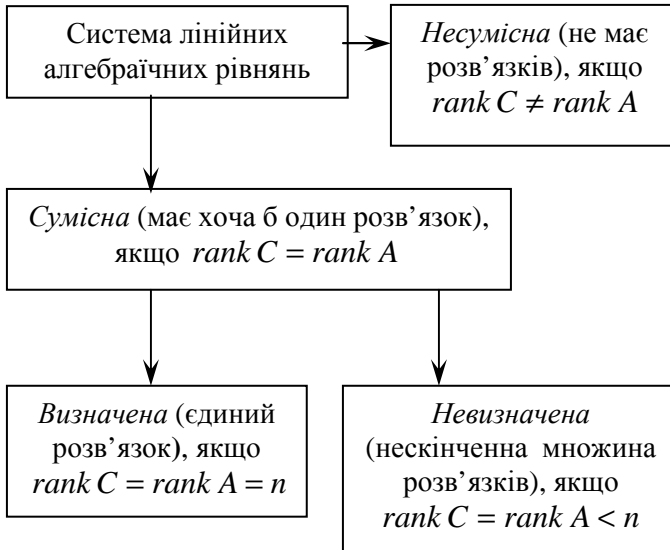 Система лінійних
алгебраїчних рівнянь
Несумісна (не має
розв’язків), якщо
rank C ≠ rank A
Сумісна (має хоча б один розв’язок),
якщо rank C = rank A
Визначена (єдиний
розв’язок), якщо
rank C = rank A = n
Невизначена
(нескінченна множина
розв’язків), якщо
rank C = rank A < n